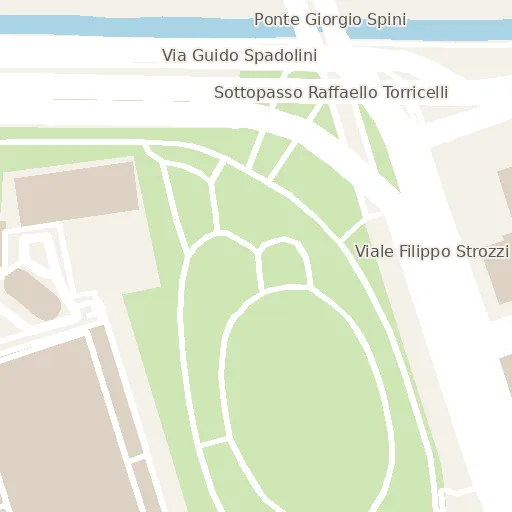 Ponte Giorgio Spini
Via Guido Spadolini
Sottopasso Raffaello Torricelli
Viale Filippo Strozzi